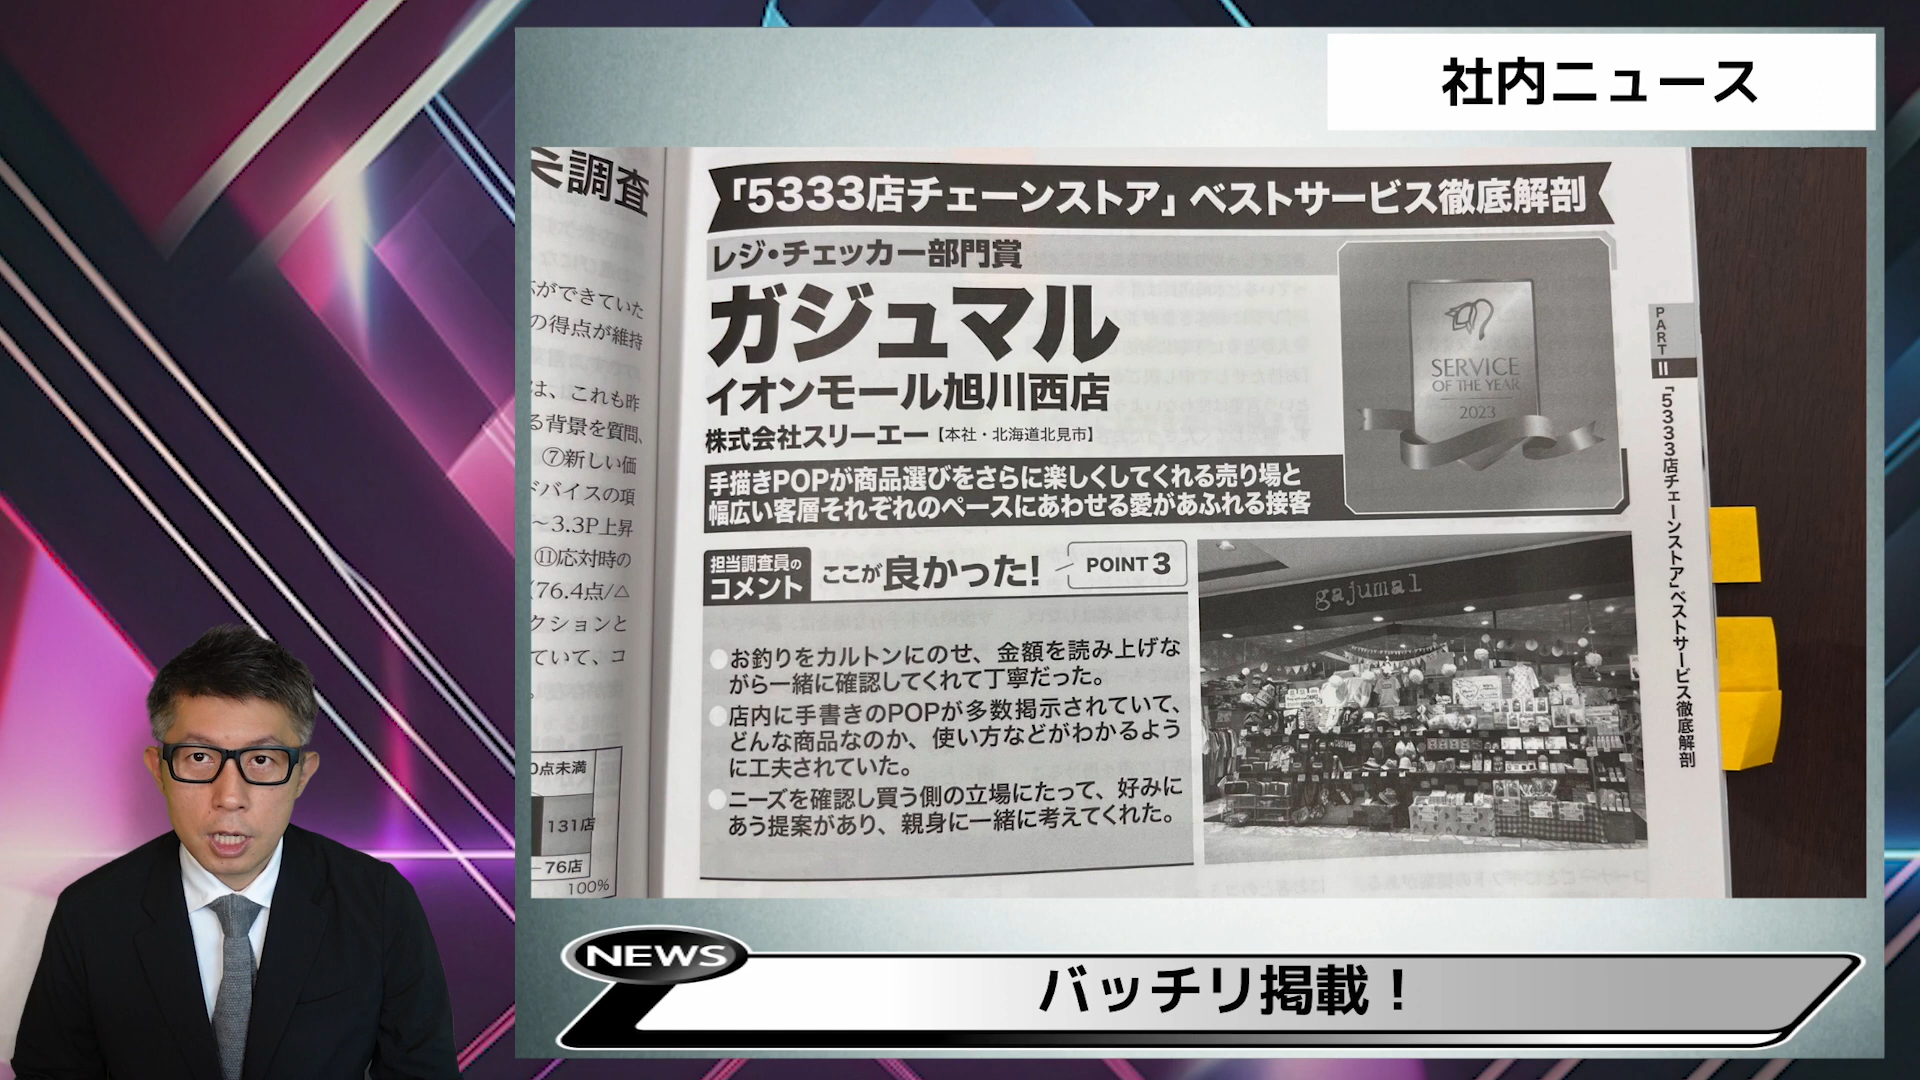 社内ニュース
調査
ができていた
の得点が維持
は、これも昨
る背景を質問、
⑦新しい価
バイスの項
～3.3P上昇
⑪応対時の
76.4点/△
クションと
ていて、コ
0点未満
131店
76店
100%
「5333店チェーンストア」ベストサービス徹底解剖
レジ・チェッカー部門賞
ガジュマル
イオンモール旭川西店
株式会社スリーエー【本社・北海道北見市】
手描きPOPが商品選びをさらに楽しくしてくれる売り場と
幅広い客層それぞれのペースにあわせる愛があふれる接客
SERVICE
OF THE YEAR
2023
担当調査員の
コメント
ここが良かった! POINT 3
●お釣りをカルトンにのせ、金額を読み上げな
がら一緒に確認してくれて丁寧だった。
●店内に手書きのPOPが多数掲示されていて、
どんな商品なのか、使い方などがわかるよう
に工夫されていた。
●ニーズを確認し買う側の立場にたって、好みに
あう提案があり、親身に一緒に考えてくれた。
gajumal
PART
II
「5333店チェーンストア」ベストサービス徹底解剖
NEWS
バッチリ掲載！